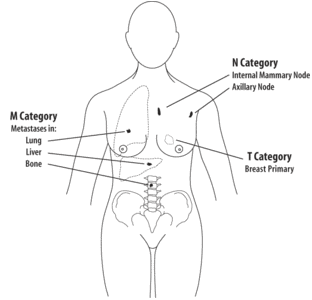 N Category
Internal Mammary Node
Axillary Node
M Category
Metastases in:
Lung
Liver
Bone
T Category
Breast Primary